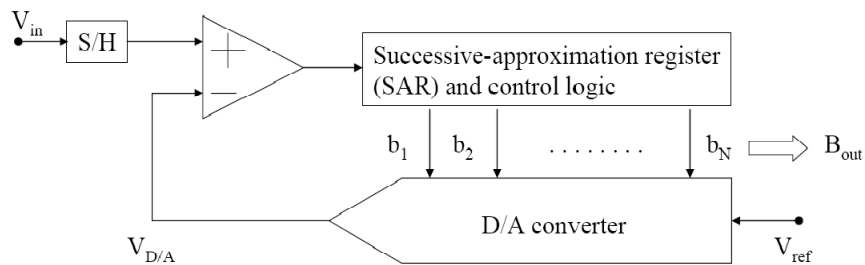 V_in
S/H
+
−
Successive-approximation register
(SAR) and control logic
b_1 b_2 ........ b_N B_out
D/A converter
V_D/A
V_ref